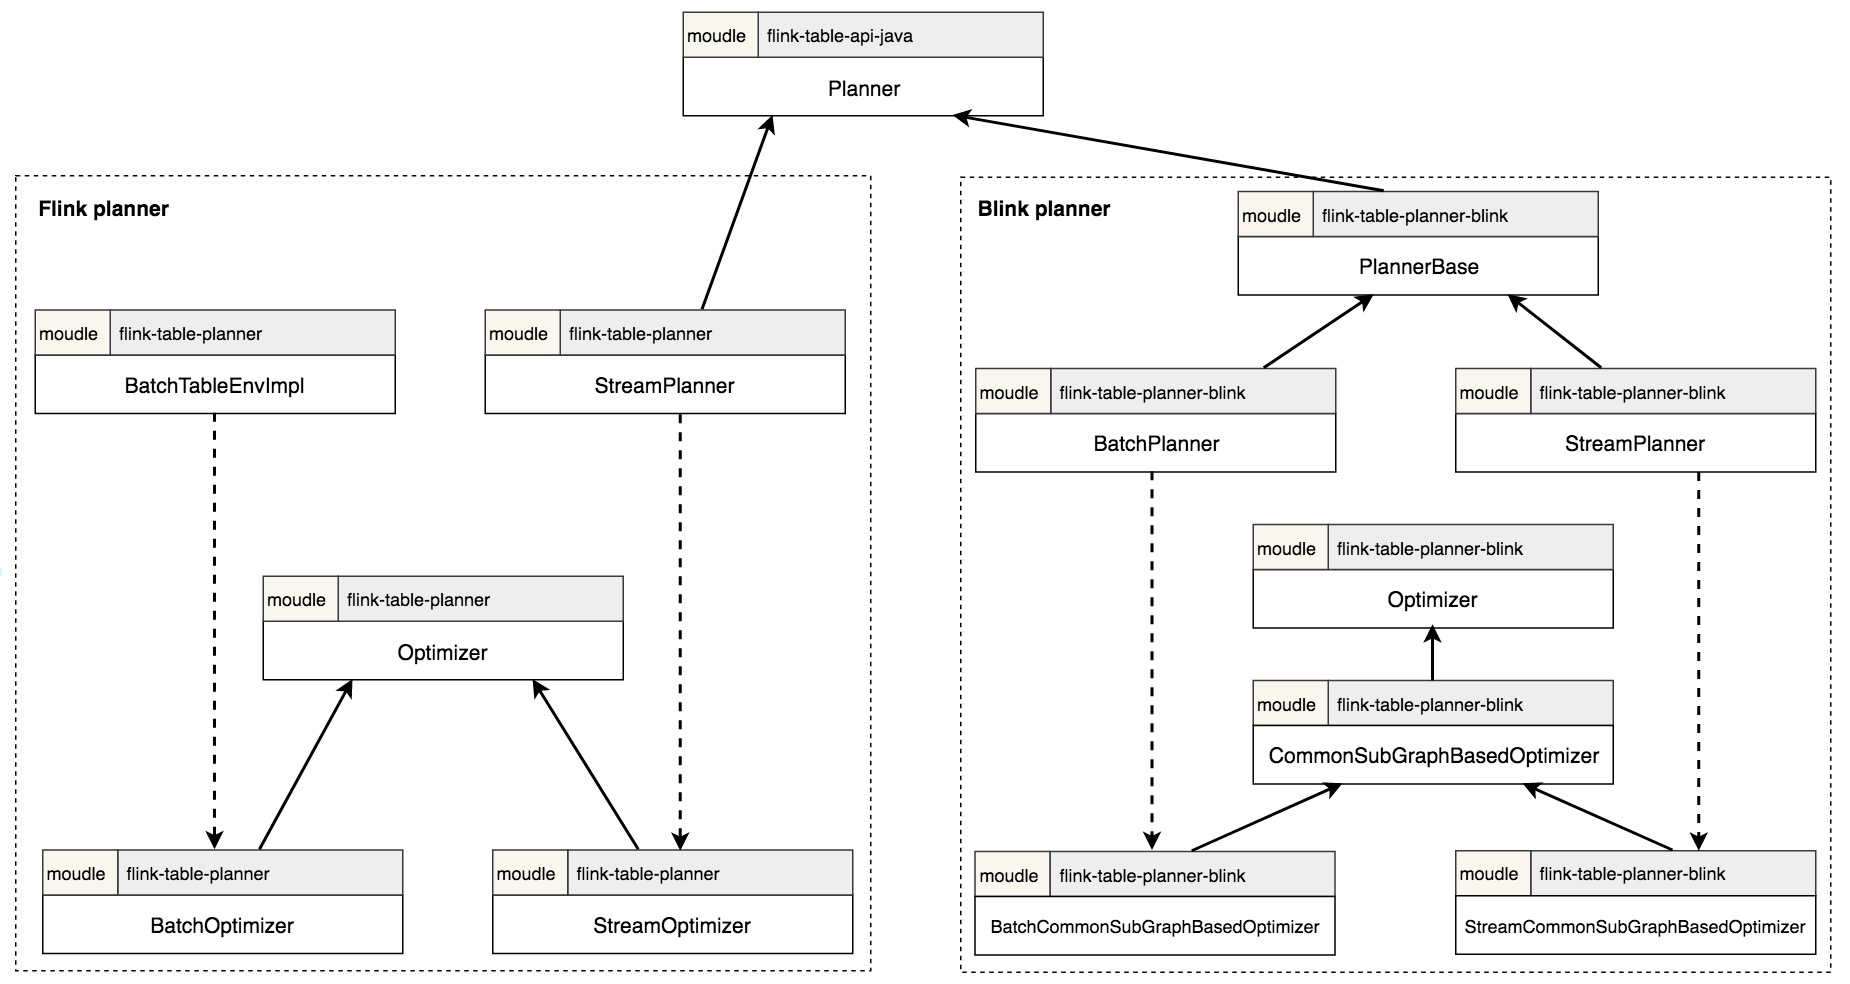 moudle flink-table-api-java
Planner
Flink planner
moudle flink-table-planner
BatchTableEnvImpl
moudle flink-table-planner
StreamPlanner
moudle flink-table-planner
Optimizer
moudle flink-table-planner
BatchOptimizer
moudle flink-table-planner
StreamOptimizer
Blink planner
moudle flink-table-planner-blink
PlannerBase
moudle flink-table-planner-blink
BatchPlanner
moudle flink-table-planner-blink
StreamPlanner
moudle flink-table-planner-blink
Optimizer
moudle flink-table-planner-blink
CommonSubGraphBasedOptimizer
moudle flink-table-planner-blink
BatchCommonSubGraphBasedOptimizer
moudle flink-table-planner-blink
StreamCommonSubGraphBasedOptimizer